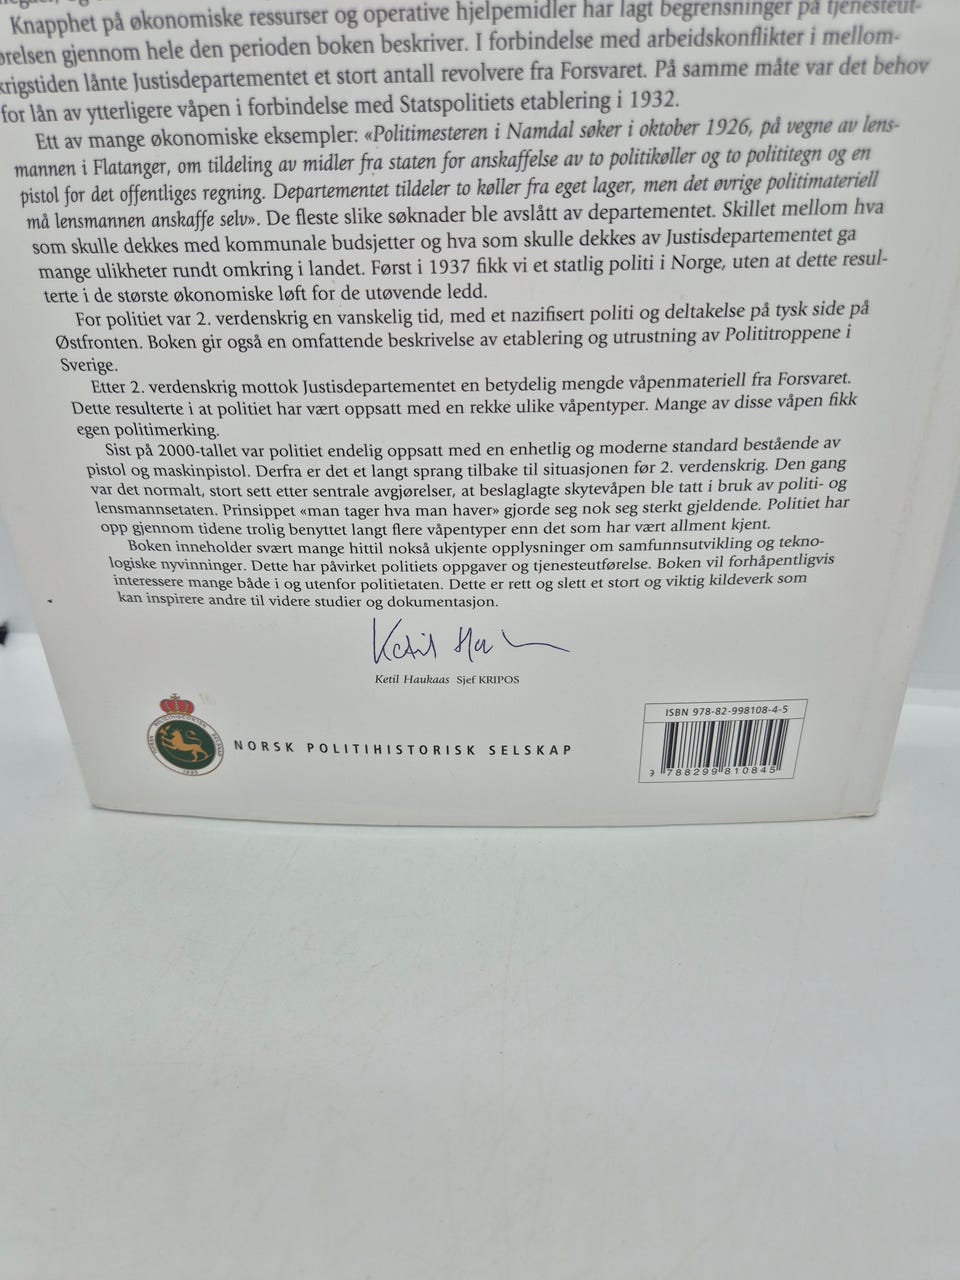 Knapphet på økonomiske ressurser og operative hjelpemidler har lagt begrensninger på tjenesteut-
ørelsen gjennom hele den perioden boken beskriver. I forbindelse med arbeidskonflikter i mellom-
krigstiden lånte Justisdepartementet et stort antall revolvere fra Forsvaret. På samme måte var det behov
for lån av ytterligere våpen i forbindelse med Statspolitiets etablering i 1932.
Ett av mange økonomiske eksempler: «Politimesteren i Namdal søker i oktober 1926, på vegne av lens-
mannen i Flatanger, om tildeling av midler fra staten for anskaffelse av to politikøller og to polititegn og en
pistol for det offentliges regning. Departementet tildeler to køller fra eget lager, men det øvrige politimateriell
må lensmannen anskaffe selv». De fleste slike søknader ble avslått av departementet. Skillet mellom hva
som skulle dekkes med kommunale budsjetter og hva som skulle dekkes av Justisdepartementet ga
mange ulikheter rundt omkring i landet. Først i 1937 fikk vi et statlig politi i Norge, uten at dette resul-
terte i de største økonomiske løft for de utøvende ledd.
For politiet var 2. verdenskrig en vanskelig tid, med et nazifisert politi og deltakelse på tysk side på
Østfronten. Boken gir også en omfattende beskrivelse av etablering og utrustning av Polititroppene i
Sverige.
Etter 2. verdenskrig mottok Justisdepartementet en betydelig mengde våpenmateriell fra Forsvaret.
Dette resulterte i at politiet har vært oppsatt med en rekke ulike våpentyper. Mange av disse våpen fikk
egen politimerking.
Sist på 2000-tallet var politiet endelig oppsatt med en enhetlig og moderne standard bestående av
pistol og maskinpistol. Derfra er det et langt sprang tilbake til situasjonen før 2. verdenskrig. Den gang
var det normalt, stort sett etter sentrale avgjørelser, at beslaglagte skytevåpen ble tatt i bruk av politi- og
lensmannsetaten. Prinsippet «man tager hva man haver» gjorde seg nok seg sterkt gjeldende. Politiet har
opp gjennom tidene trolig benyttet langt flere våpentyper enn det som har vært allment kjent.
Boken inneholder svært mange hittil nokså ukjente opplysninger om samfunnsutvikling og tekno-
logiske nyvinninger. Dette har påvirket politiets oppgaver og tjenesteutførelse. Boken vil forhåpentligvis
interessere mange både i og utenfor politietaten. Dette er rett og slett et stort og viktig kildeverk som
kan inspirere andre til videre studier og dokumentasjon.
Ketil Haukaas Sjef KRIPOS
NORSK POLITIHISTORISK SELSKAP
ISBN 978-82-998108-4-5
9 788299 810845